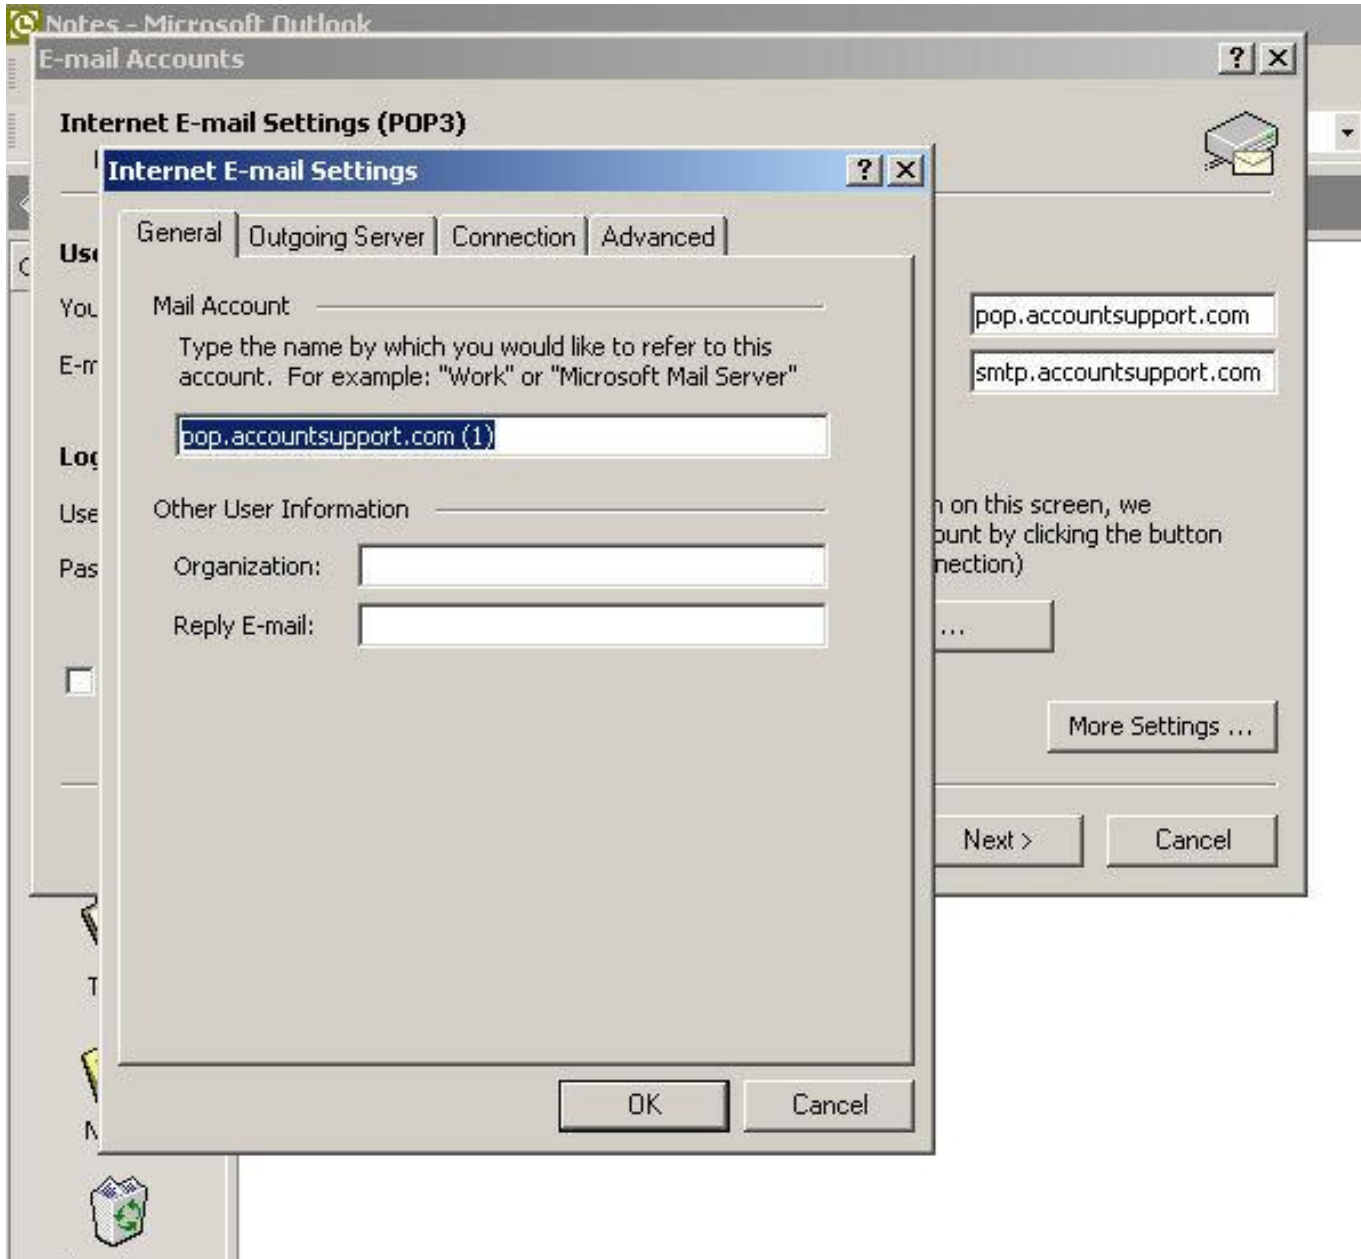 Notes - Microsoft Outlook
E-mail Accounts
Internet E-mail Settings (POP3)
Internet E-mail Settings
General
Outgoing Server
Connection
Advanced
Mail Account
Type the name by which you would like to refer to this
account. For example: "Work" or "Microsoft Mail Server"
pop.accountsupport.com (1)
Other User Information
Organization:
Reply E-mail:
OK
Cancel
pop.accountsupport.com
smtp.accountsupport.com
on this screen, we
by clicking the button
...
More Settings ...
Next >
Cancel